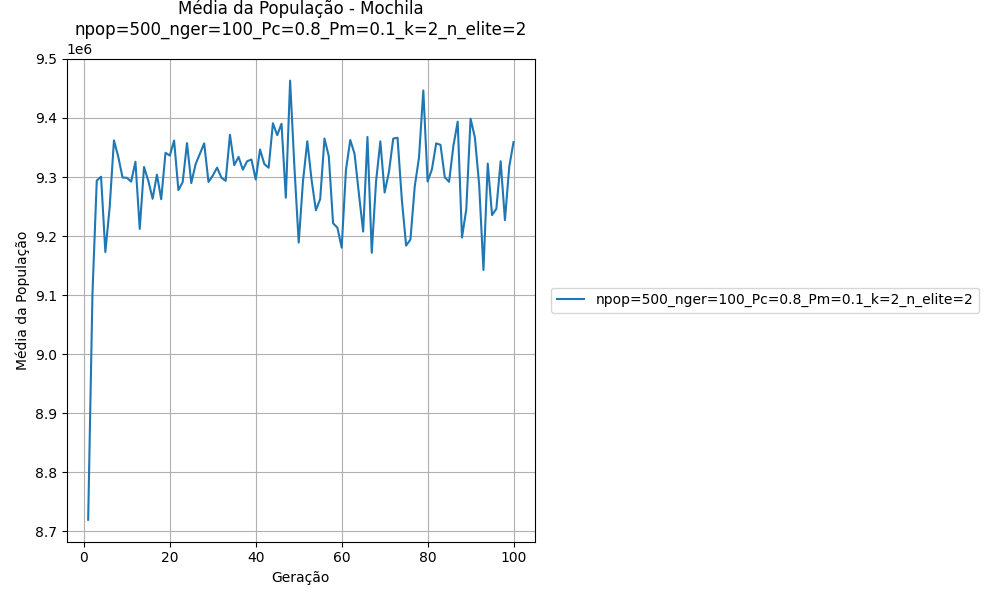 Média da População - Mochila
npop=500_nger=100_Pc=0.8_Pm=0.1_k=2_n_elite=2
1e6
9.5
9.4
9.3
9.2
9.1
9.0
8.9
8.8
8.7
Média da População
0 20 40 60 80 100
Geração
npop=500_nger=100_Pc=0.8_Pm=0.1_k=2_n_elite=2